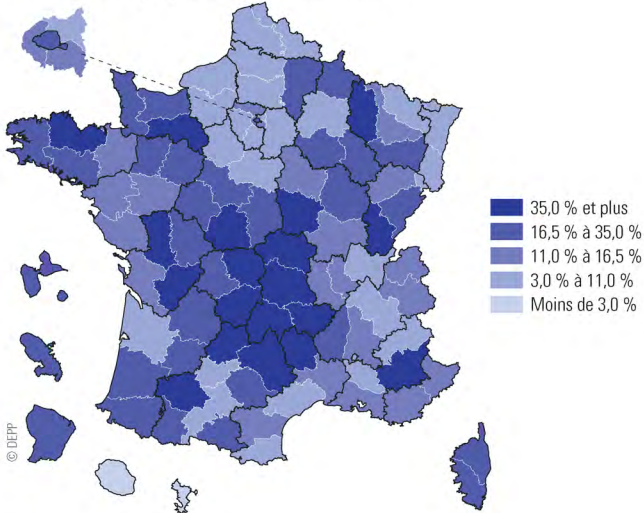 35,0 % et plus
16,5 % à 35,0 %
11,0 % à 16,5 %
3,0 % à 11,0 %
Moins de 3,0 %
© DEPP